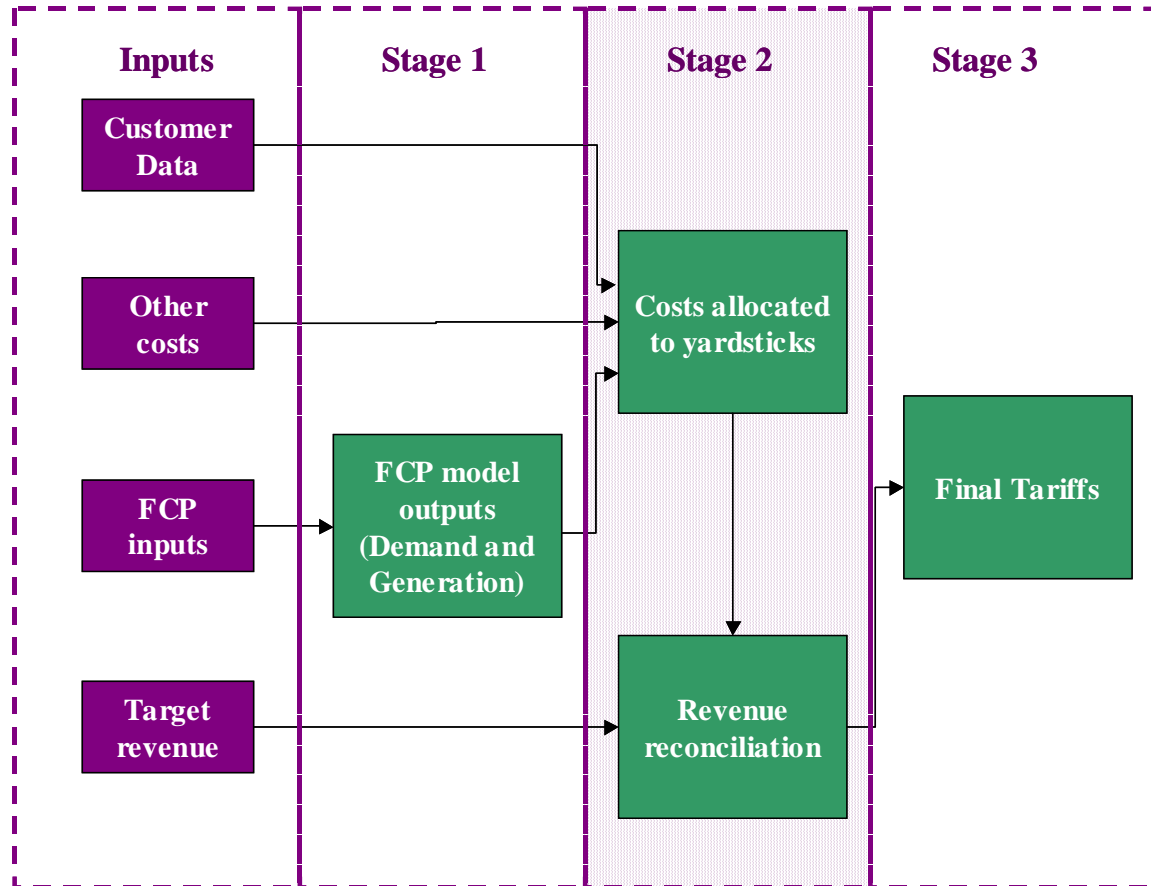 Inputs
Stage 1
Stage 2
Stage 3
Customer
Data
Other
costs
Costs allocated
to yardsticks
FCP
inputs
FCP model
outputs
(Demand and
Generation)
Final Tariffs
Target
revenue
Revenue
reconciliation